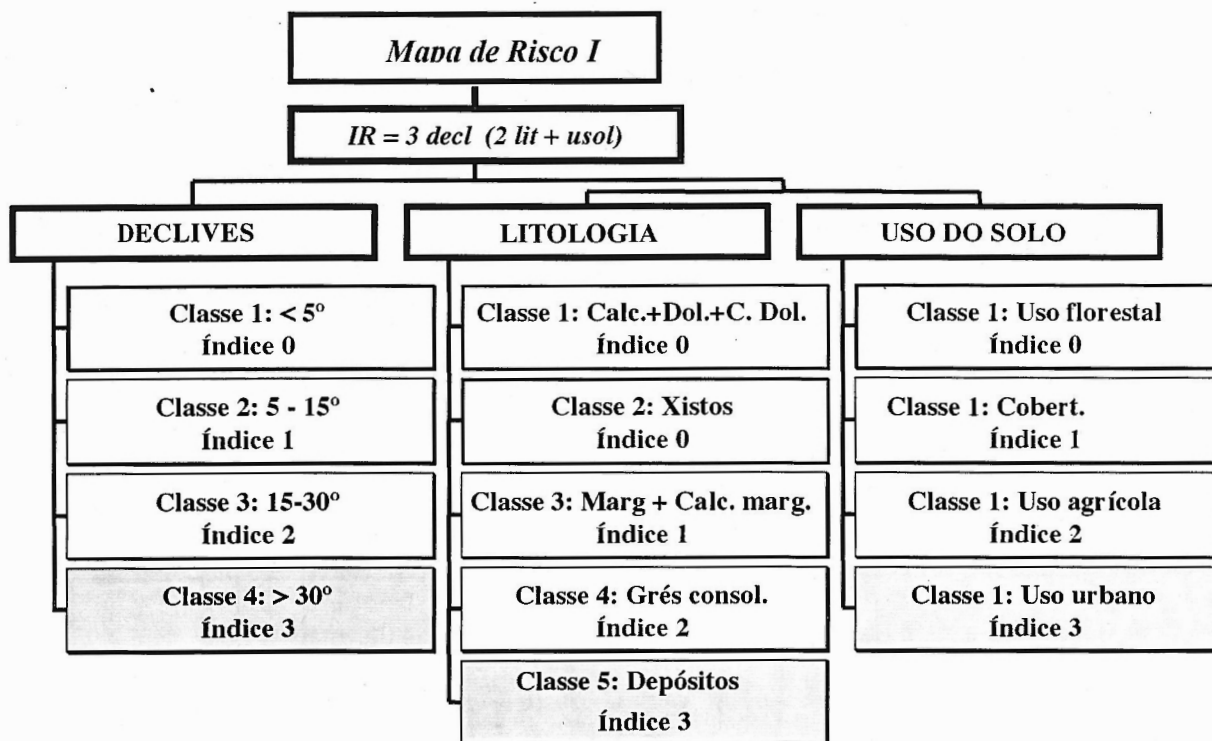 Mapa de Risco I
IR = 3 decl (2 lit + usol)
DECLIVES
Classe 1: < 5º
Índice 0
Classe 2: 5 - 15º
Índice 1
Classe 3: 15-30º
Índice 2
Classe 4: > 30º
Índice 3
LITOLOGIA
Classe 1: Calc.+Dol.+C. Dol.
Índice 0
Classe 2: Xistos
Índice 0
Classe 3: Marg + Calc. marg.
Índice 1
Classe 4: Grés consol.
Índice 2
Classe 5: Depósitos
Índice 3
USO DO SOLO
Classe 1: Uso florestal
Índice 0
Classe 1: Cobert.
Índice 1
Classe 1: Uso agrícola
Índice 2
Classe 1: Uso urbano
Índice 3